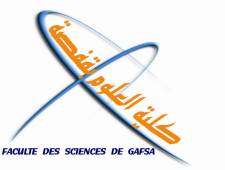 كلية العلوم بقفصة
FACULTE DES SCIENCES DE GAFSA